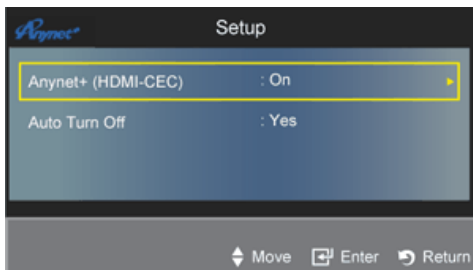 Anynet+ Setup
Anynet+ (HDMI-CEC) : On
Auto Turn Off : Yes
Move Enter Return